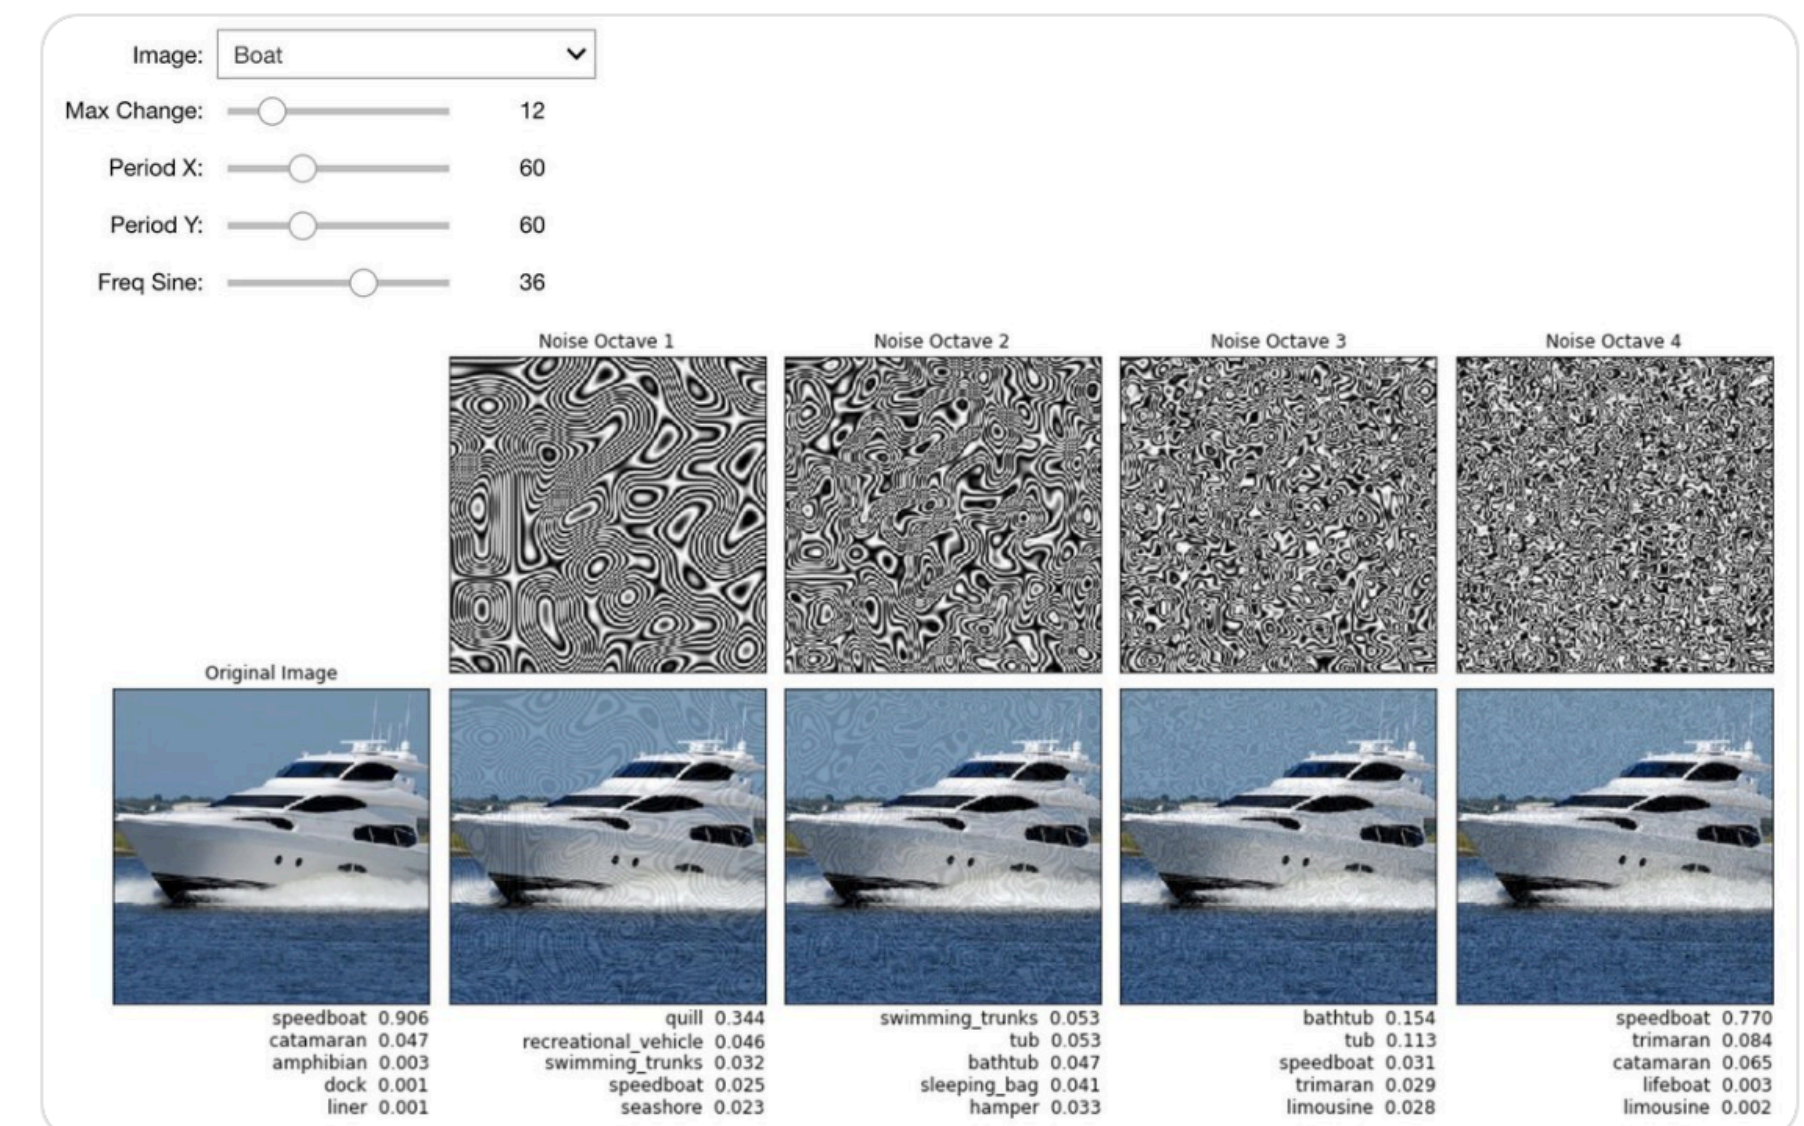 Image: Boat
Max Change: 12
Period X: 60
Period Y: 60
Freq Sine: 36
Noise Octave 1 Noise Octave 2 Noise Octave 3 Noise Octave 4
Original Image
speedboat 0.906
catamaran 0.047
amphibian 0.003
dock 0.001
liner 0.001
quill 0.344
recreational_vehicle 0.046
swimming_trunks 0.032
speedboat 0.025
seashore 0.023
swimming_trunks 0.053
tub 0.053
bathtub 0.047
sleeping_bag 0.041
hamper 0.033
bathtub 0.154
tub 0.113
speedboat 0.031
trimaran 0.029
limousine 0.028
speedboat 0.770
trimaran 0.084
catamaran 0.065
lifeboat 0.003
limousine 0.002